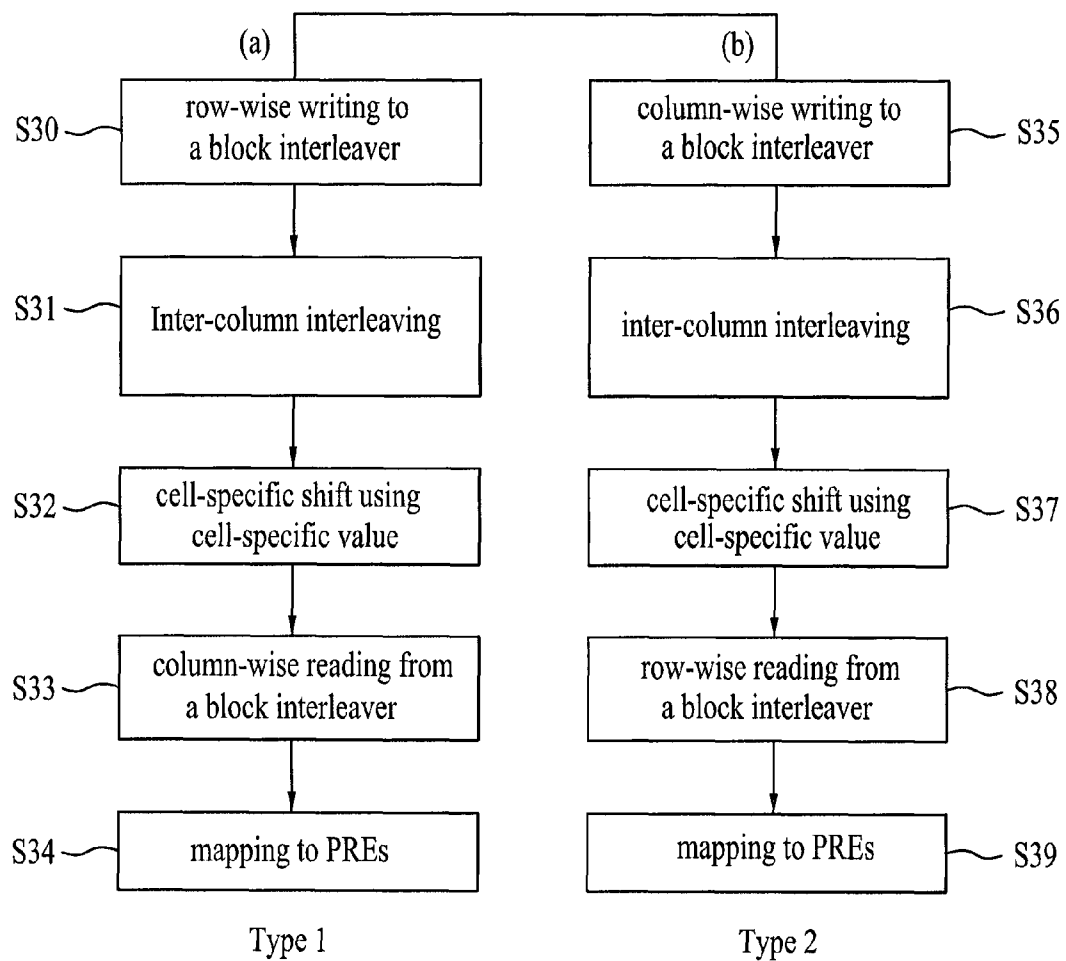 (a)
(b)
S30
row-wise writing to
a block interleaver
column-wise writing to
a block interleaver
S35
S31
Inter-column interleaving
inter-column interleaving
S36
S32
cell-specific shift using
cell-specific value
cell-specific shift using
cell-specific value
S37
S33
column-wise reading from
a block interleaver
row-wise reading from
a block interleaver
S38
S34
mapping to PREs
mapping to PREs
S39
Type 1
Type 2